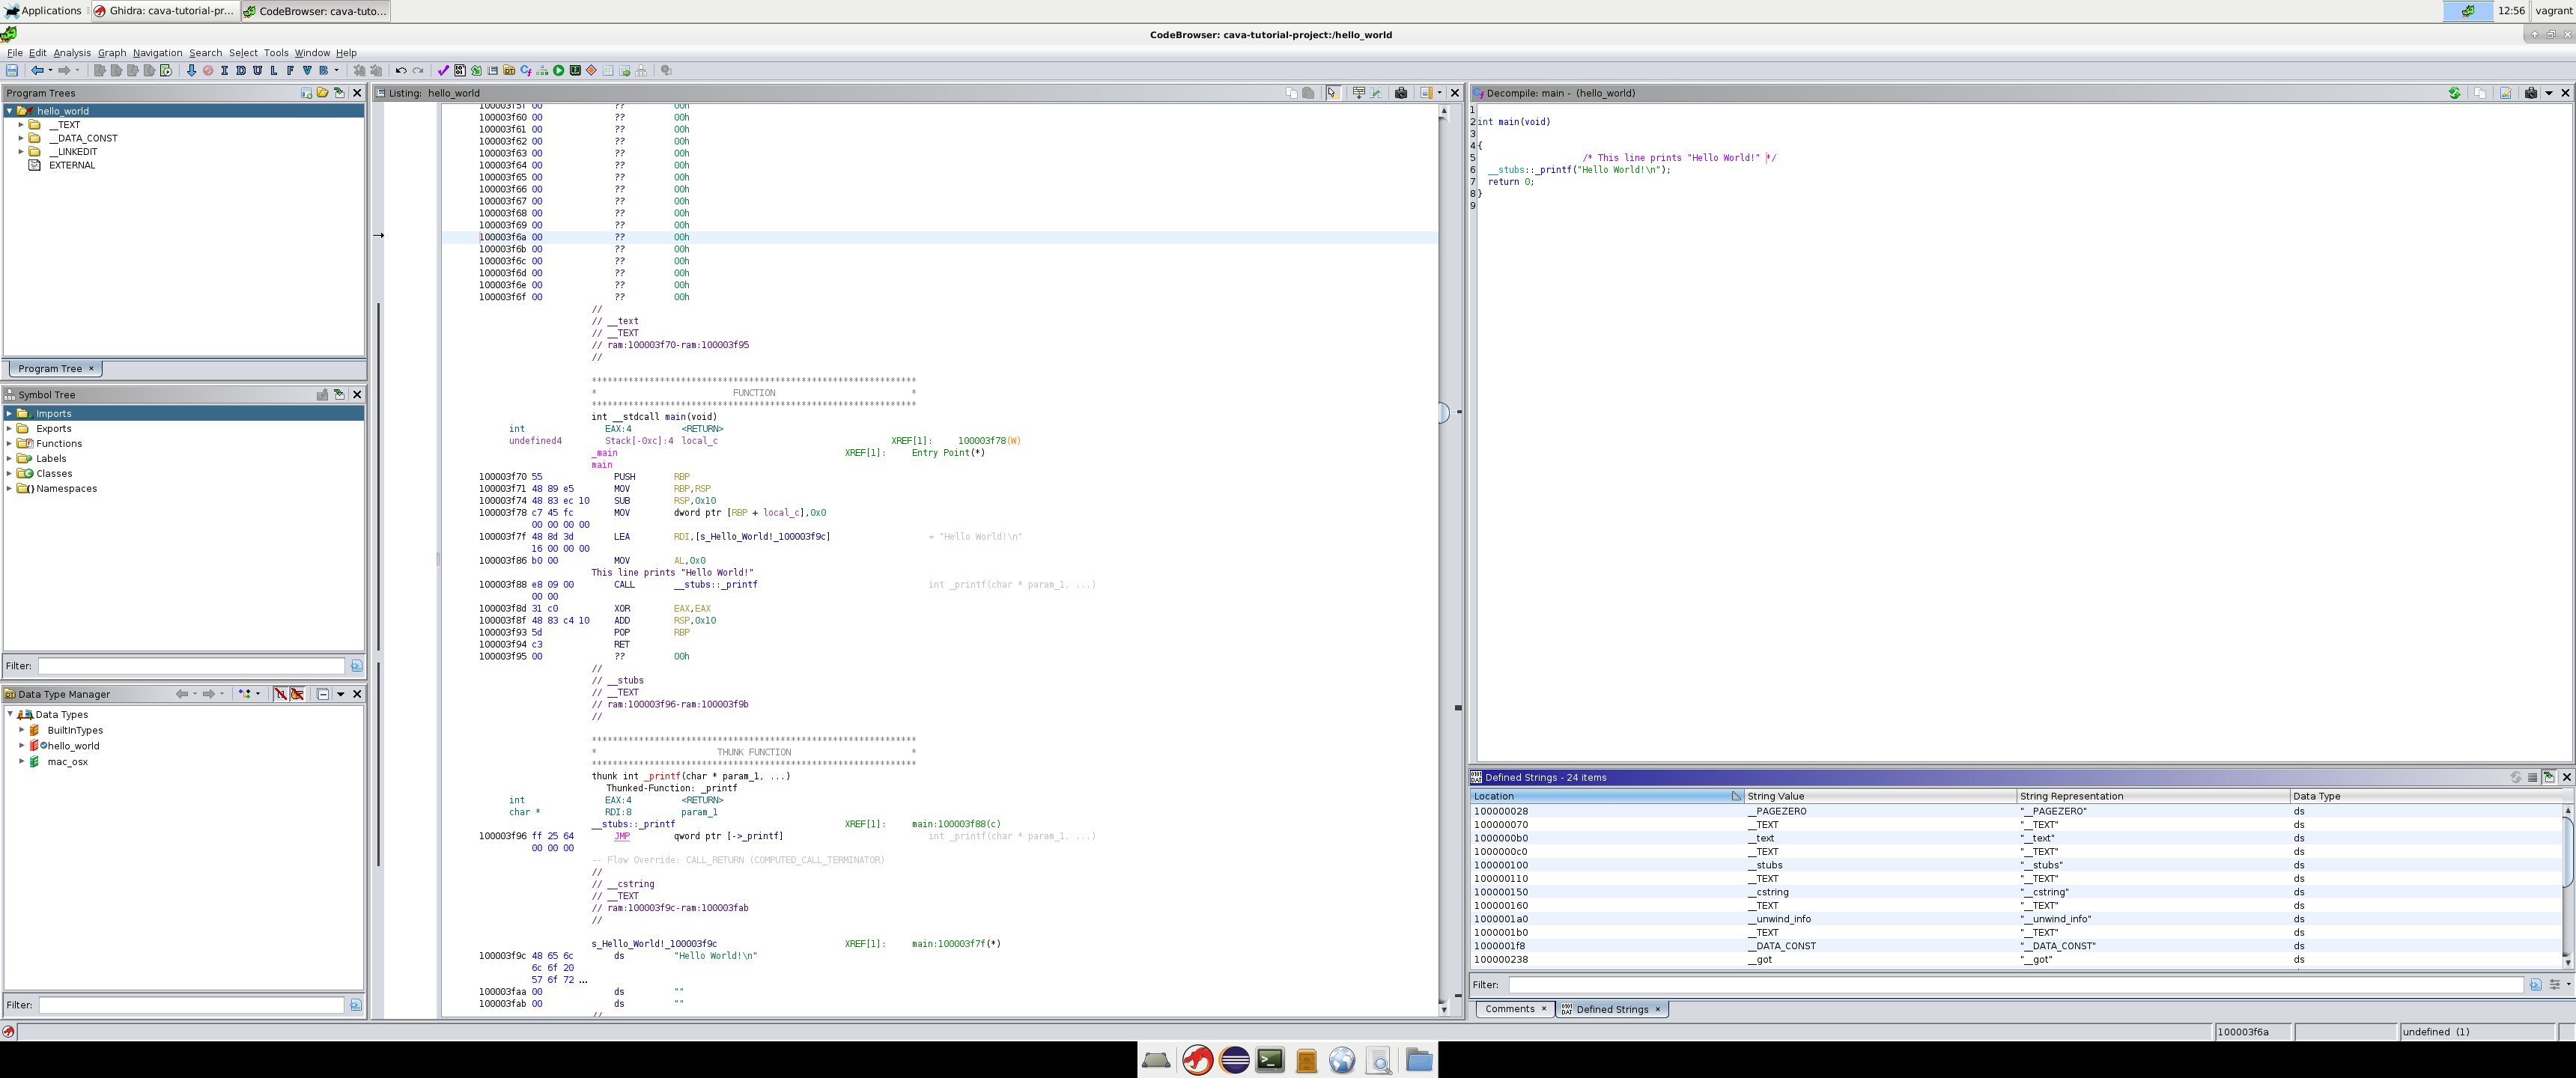 Applications Ghidra: cava-tutorial-pr... CodeBrowser: cava-tuto... 12:56 vagrant
CodeBrowser: cava-tutorial-project:/hello_world
File Edit Analysis Graph Navigation Search Select Tools Window Help
I D U L F V B
Program Trees
hello_world
__TEXT
__DATA_CONST
__LINKEDIT
EXTERNAL
Program Tree ×
Symbol Tree
Imports
Exports
Functions
Labels
Classes
Namespaces
Filter:
Data Type Manager
Data Types
BuiltInTypes
hello_world
mac_osx
Filter:
Listing: hello_world
100003f5f 00 ?? 00h
100003f60 00 ?? 00h
100003f61 00 ?? 00h
100003f62 00 ?? 00h
100003f63 00 ?? 00h
100003f64 00 ?? 00h
100003f65 00 ?? 00h
100003f66 00 ?? 00h
100003f67 00 ?? 00h
100003f68 00 ?? 00h
100003f69 00 ?? 00h
100003f6a 00 ?? 00h
100003f6b 00 ?? 00h
100003f6c 00 ?? 00h
100003f6d 00 ?? 00h
100003f6e 00 ?? 00h
100003f6f 00 ?? 00h
//
// __text
// __TEXT
// ram:100003f70-ram:100003f95
//
**************************************************************
* FUNCTION *
**************************************************************
int __stdcall main(void)
int EAX:4 <RETURN>
undefined4 Stack[-0xc]:4 local_c XREF[1]: 100003f78(W)
_main XREF[1]: Entry Point(*)
main
100003f70 55 PUSH RBP
100003f71 48 89 e5 MOV RBP,RSP
100003f74 48 83 ec 10 SUB RSP,0x10
100003f78 c7 45 fc MOV dword ptr [RBP + local_c],0x0
00 00 00 00
100003f7f 48 8d 3d LEA RDI,[s_Hello_World!_100003f9c] = "Hello World!\n"
16 00 00 00
100003f86 b0 00 MOV AL,0x0
This line prints "Hello World!"
100003f88 e8 09 00 CALL __stubs::_printf int _printf(char * param_1, ...)
00 00
100003f8d 31 c0 XOR EAX,EAX
100003f8f 48 83 c4 10 ADD RSP,0x10
100003f93 5d POP RBP
100003f94 c3 RET
100003f95 00 ?? 00h
//
// __stubs
// __TEXT
// ram:100003f96-ram:100003f9b
//
**************************************************************
* THUNK FUNCTION *
**************************************************************
thunk int _printf(char * param_1, ...)
Thunked-Function: _printf
int EAX:4 <RETURN>
char * RDI:8 param_1
__stubs::_printf XREF[1]: main:100003f88(c)
100003f96 ff 25 64 JMP qword ptr [->_printf] int _printf(char * param_1, ...)
00 00 00
-- Flow Override: CALL_RETURN (COMPUTED_CALL_TERMINATOR)
//
// __cstring
// __TEXT
// ram:100003f9c-ram:100003fab
//
s_Hello_World!_100003f9c XREF[1]: main:100003f7f(*)
100003f9c 48 65 6c ds "Hello World!\n"
6c 6f 20
57 6f 72 ...
100003faa 00 ds ""
100003fab 00 ds ""
//
Decompile: main - (hello_world)
1
2 int main(void)
3
4 {
5 /* This line prints "Hello World!" */
6 __stubs::_printf("Hello World!\n");
7 return 0;
8 }
9
Defined Strings - 24 items
Location String Value String Representation Data Type
100000028 __PAGEZERO "__PAGEZERO" ds
100000070 __TEXT "__TEXT" ds
1000000b0 __text "__text" ds
1000000c0 __TEXT "__TEXT" ds
100000100 __stubs "__stubs" ds
100000110 __TEXT "__TEXT" ds
100000150 __cstring "__cstring" ds
100000160 __TEXT "__TEXT" ds
1000001a0 __unwind_info "__unwind_info" ds
1000001b0 __TEXT "__TEXT" ds
1000001f8 __DATA_CONST "__DATA_CONST" ds
100000238 __got "__got" ds
Filter:
Comments × Defined Strings ×
100003f6a undefined (1)